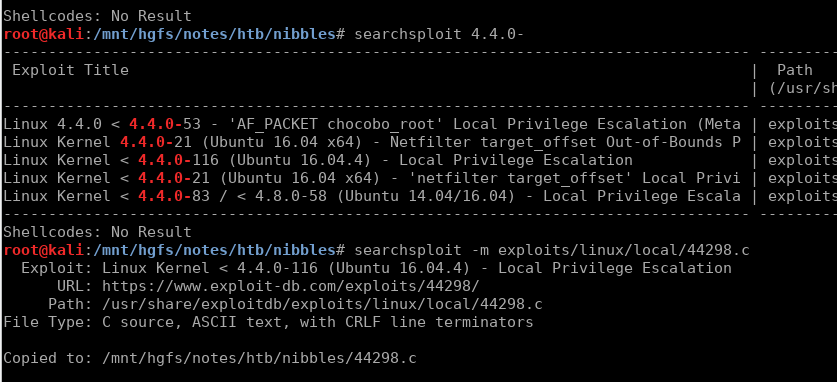 Shellcodes: No Result
root@kali:/mnt/hgfs/notes/htb/nibbles# searchsploit 4.4.0-
---------------------------------------------------------------------------------- ---------
 Exploit Title | Path
 | (/usr/sh
---------------------------------------------------------------------------------- ---------
Linux 4.4.0 < 4.4.0-53 - 'AF_PACKET chocobo_root' Local Privilege Escalation (Meta | exploits
Linux Kernel 4.4.0-21 (Ubuntu 16.04 x64) - Netfilter target_offset Out-of-Bounds P | exploits
Linux Kernel < 4.4.0-116 (Ubuntu 16.04.4) - Local Privilege Escalation | exploits
Linux Kernel < 4.4.0-21 (Ubuntu 16.04 x64) - 'netfilter target_offset' Local Privi | exploits
Linux Kernel < 4.4.0-83 / < 4.8.0-58 (Ubuntu 14.04/16.04) - Local Privilege Escala | exploits
---------------------------------------------------------------------------------- ---------
Shellcodes: No Result
root@kali:/mnt/hgfs/notes/htb/nibbles# searchsploit -m exploits/linux/local/44298.c
  Exploit: Linux Kernel < 4.4.0-116 (Ubuntu 16.04.4) - Local Privilege Escalation
      URL: https://www.exploit-db.com/exploits/44298/
     Path: /usr/share/exploitdb/exploits/linux/local/44298.c
File Type: C source, ASCII text, with CRLF line terminators
Copied to: /mnt/hgfs/notes/htb/nibbles/44298.c